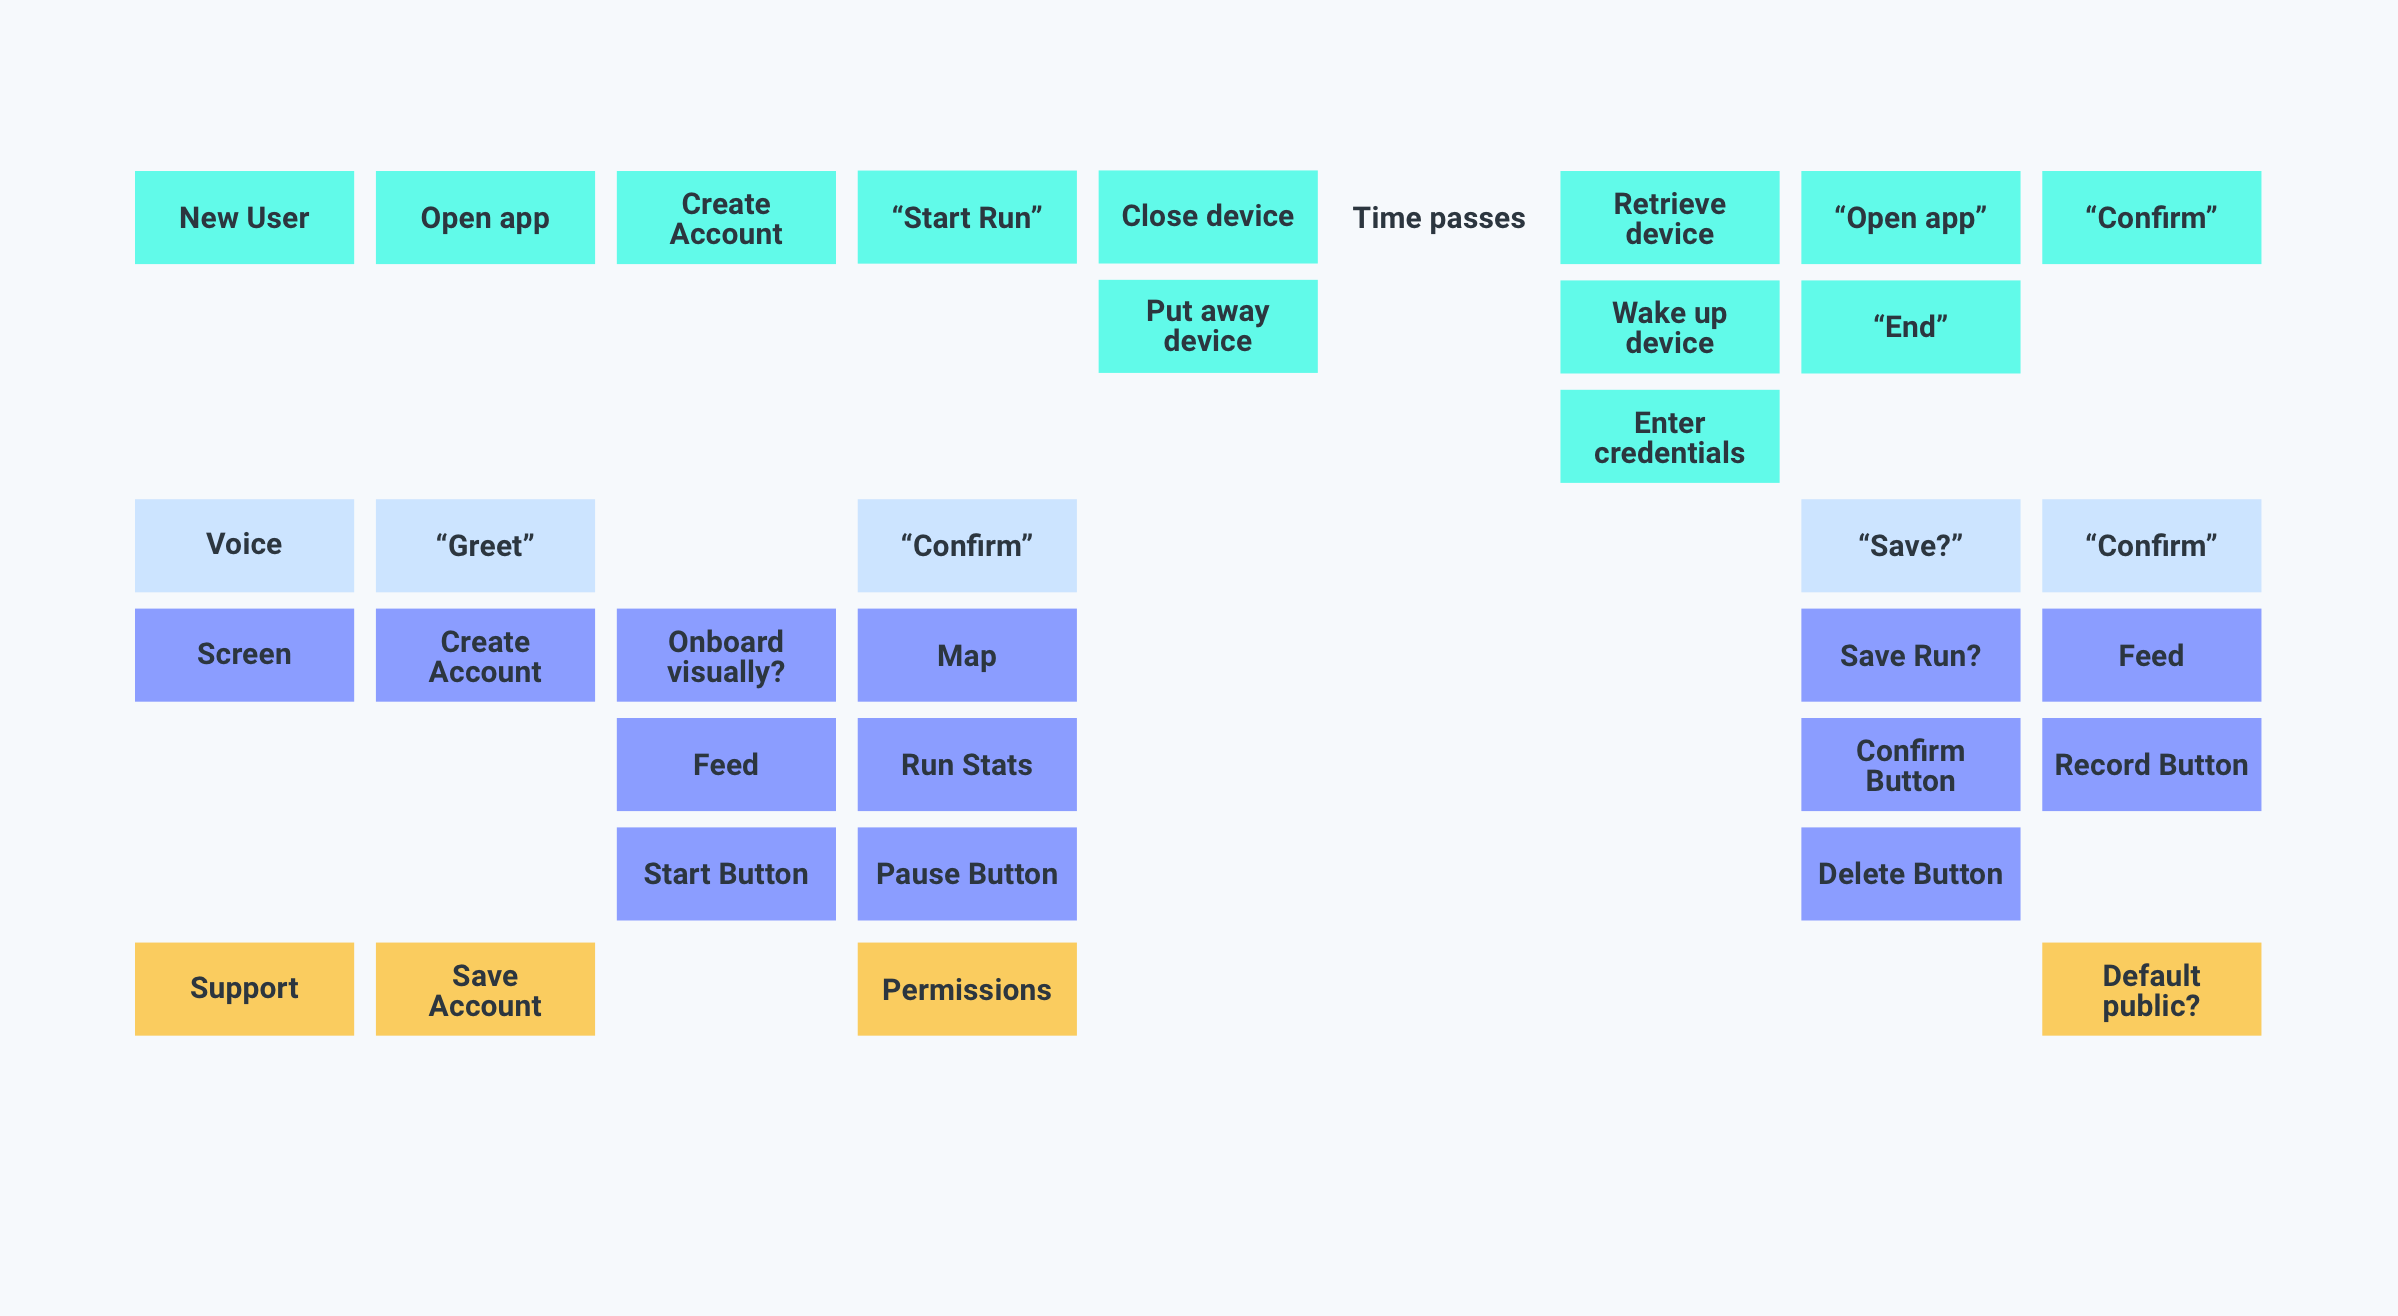 New User
Open app
Create
Account
“Start Run”
Close device
Time passes
Retrieve
device
“Open app”
“Confirm”
Put away
device
Wake up
device
“End”
Enter
credentials
Voice
“Greet”
“Confirm”
“Save?”
“Confirm”
Screen
Create
Account
Onboard
visually?
Map
Save Run?
Feed
Feed
Run Stats
Confirm
Button
Record Button
Start Button
Pause Button
Delete Button
Support
Save
Account
Permissions
Default
public?